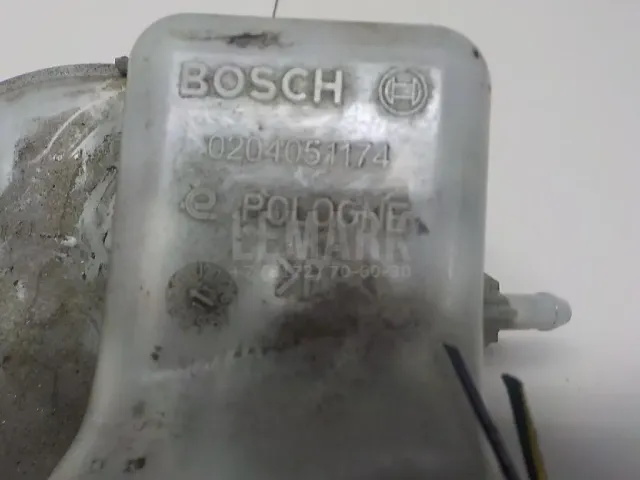 BOSCH
0204051174
e POLOGNE
LEMARK